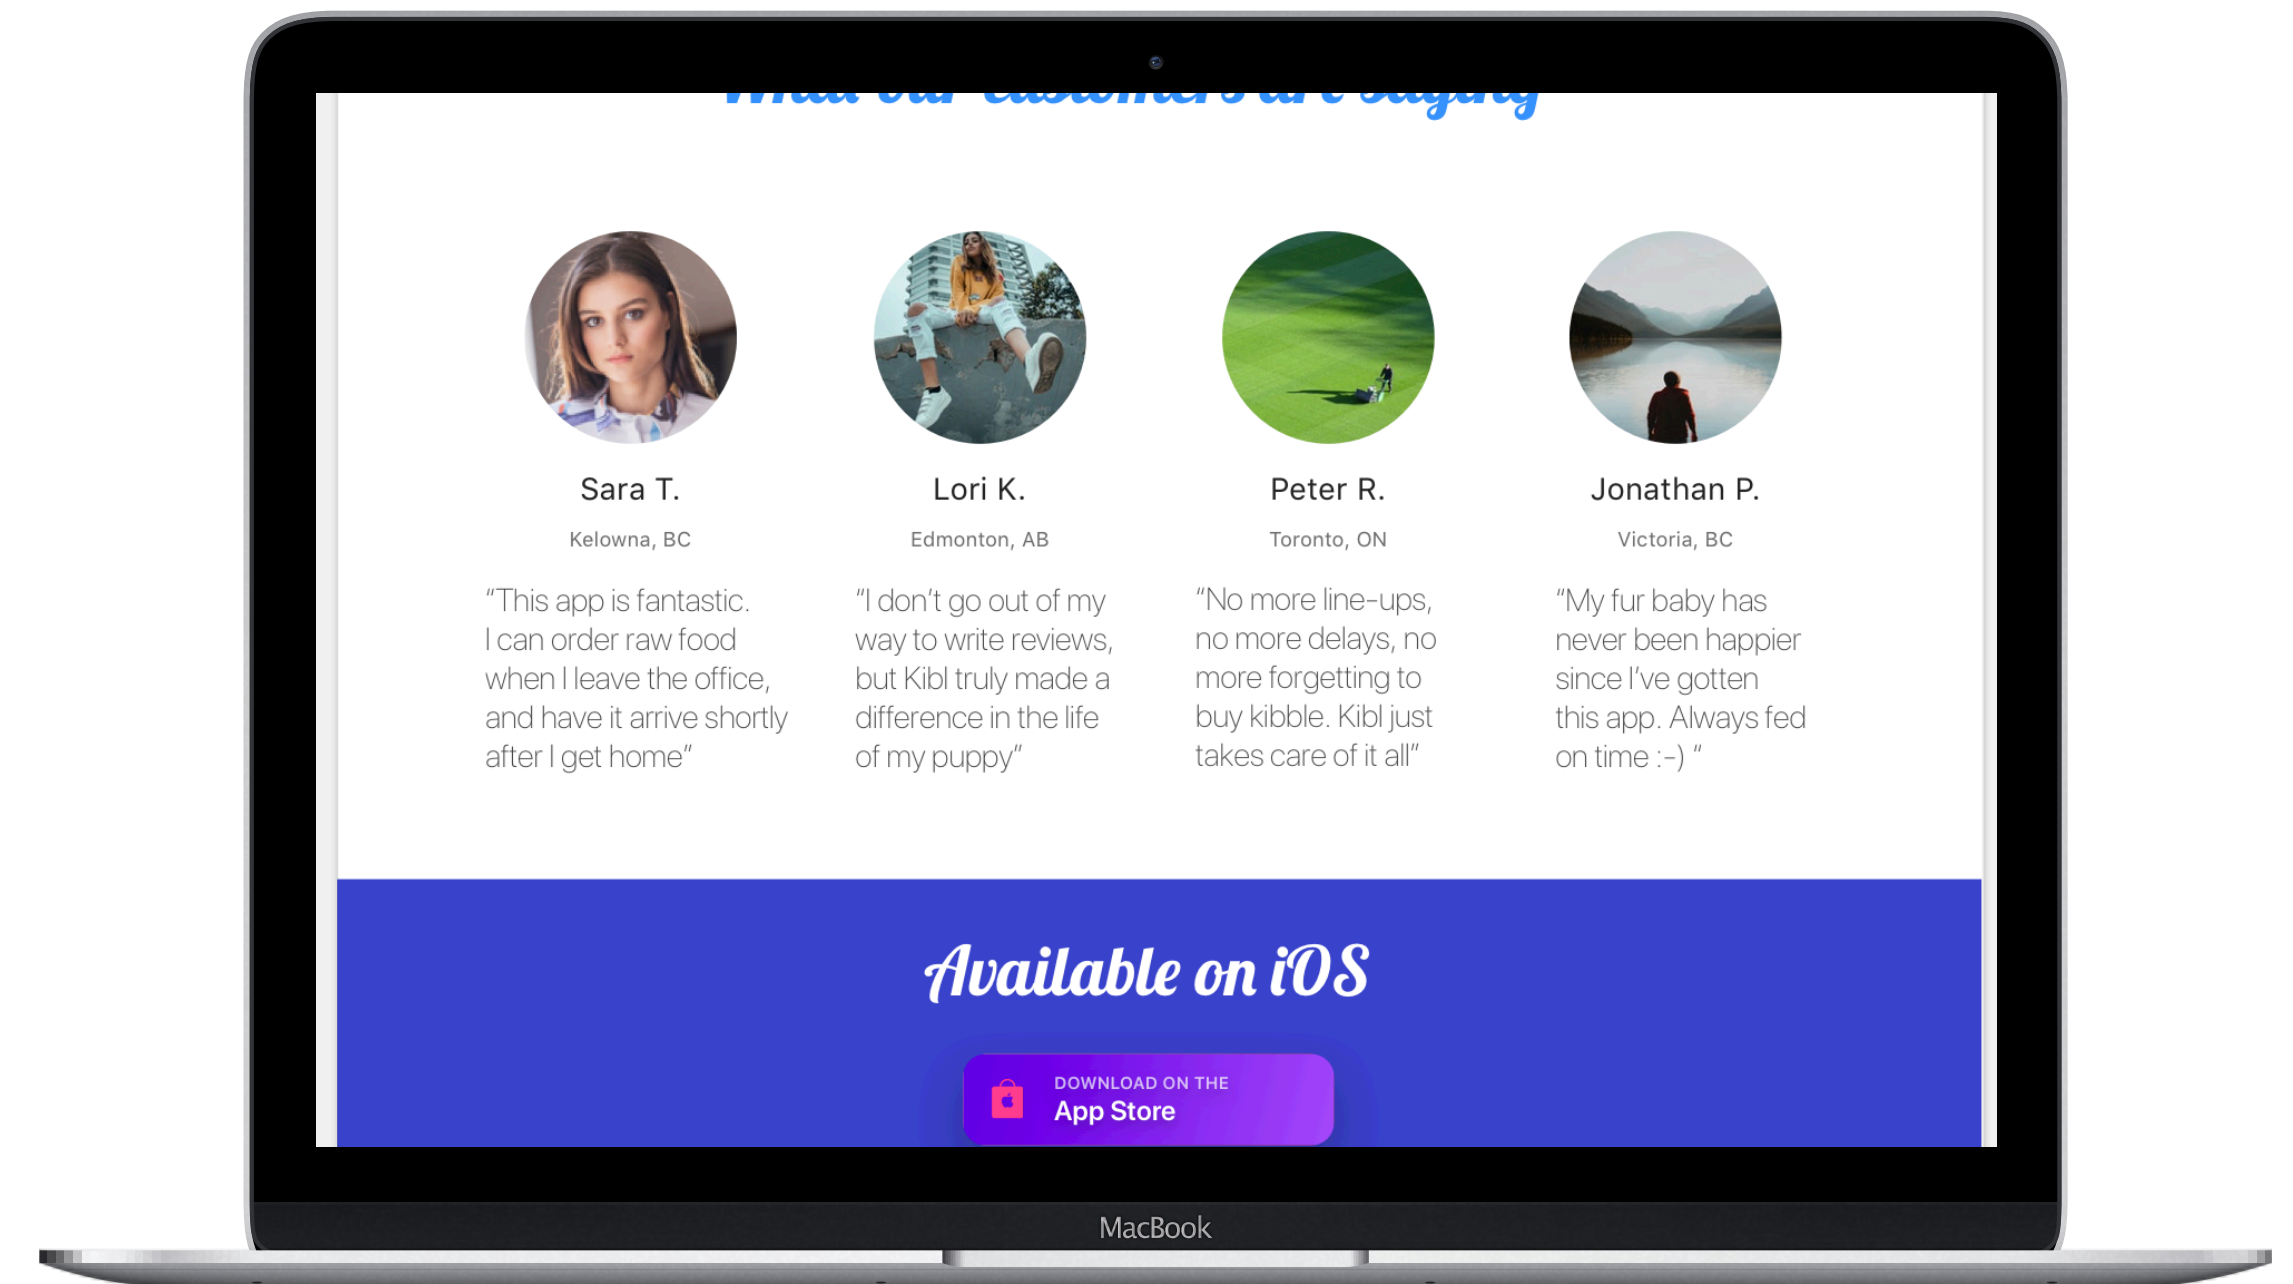 What our customers are saying
Sara T.
Kelowna, BC
“This app is fantastic.
I can order raw food
when I leave the office,
and have it arrive shortly
after I get home”
Lori K.
Edmonton, AB
“I don’t go out of my
way to write reviews,
but Kibl truly made a
difference in the life
of my puppy”
Peter R.
Toronto, ON
“No more line-ups,
no more delays, no
more forgetting to
buy kibble. Kibl just
takes care of it all”
Jonathan P.
Victoria, BC
“My fur baby has
never been happier
since I’ve gotten
this app. Always fed
on time :-) “
Available on iOS
DOWNLOAD ON THE
App Store
MacBook